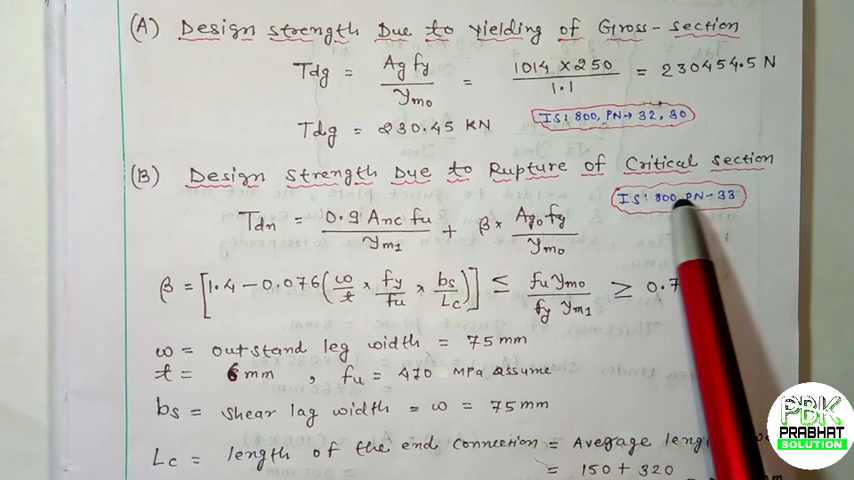 (A) Design Strength Due to Yielding of Gross-section
Tdg = Ag fy / γm0 = 1014 × 250 / 1.1 = 230454.5 N
Tdg = 230.45 KN
IS: 800, PN→ 32, 30
(B) Design Strength Due to Rupture of Critical section
IS: 800, PN-33
Tdn = 0.9 Anc fu / γm1 + β × Ago fy / γm0
β = [1.4 – 0.076 (w/t × fy/fu × bs/Lc)] ≤ fu γm0 / fy γm1 ≥ 0.7
w = outstand leg width = 75 mm
t = 6 mm , fu = 410 MPa assume
bs = shear lag width = w = 75 mm
Lc = length of the end connection = Average
= 150 + 320
mm
PBK
PRABHAT
SOLUTION